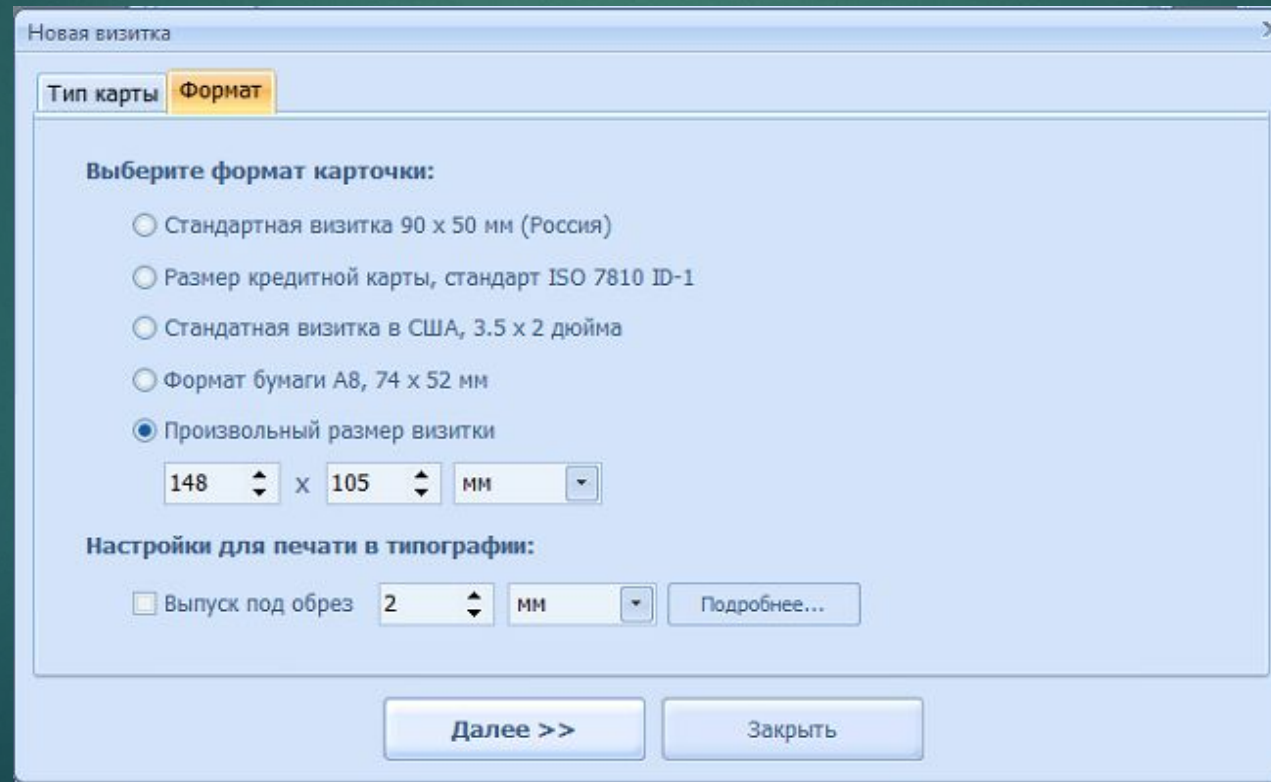 Новая визитка
Тип карты Формат
Выберите формат карточки:
Стандартная визитка 90 x 50 мм (Россия)
Размер кредитной карты, стандарт ISO 7810 ID-1
Стандатная визитка в США, 3.5 x 2 дюйма
Формат бумаги A8, 74 x 52 мм
Произвольный размер визитки
148 x 105 мм
Настройки для печати в типографии:
Выпуск под обрез 2 мм Подробнее...
Далее >> Закрыть